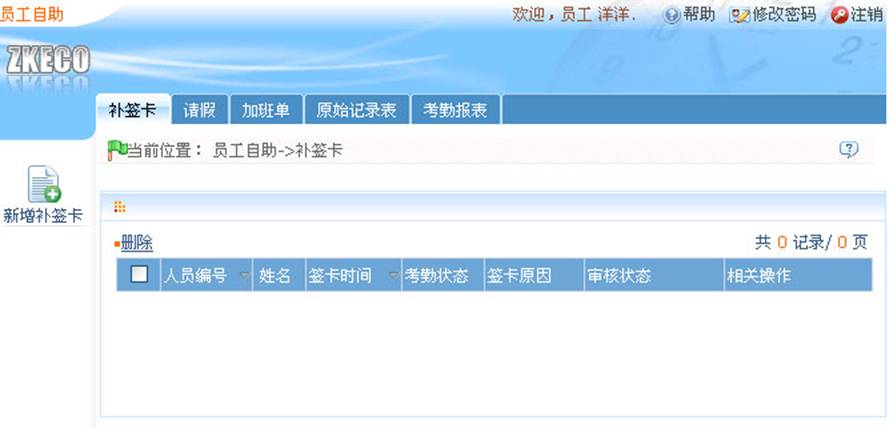 员工自助 欢迎，员工 洋洋. 帮助 修改密码 注销
ZKECO
补签卡 请假 加班单 原始记录表 考勤报表
当前位置： 员工自助->补签卡
新增补签卡
删除 共 0 记录/ 0 页
人员编号 姓名 签卡时间 考勤状态 签卡原因 审核状态 相关操作